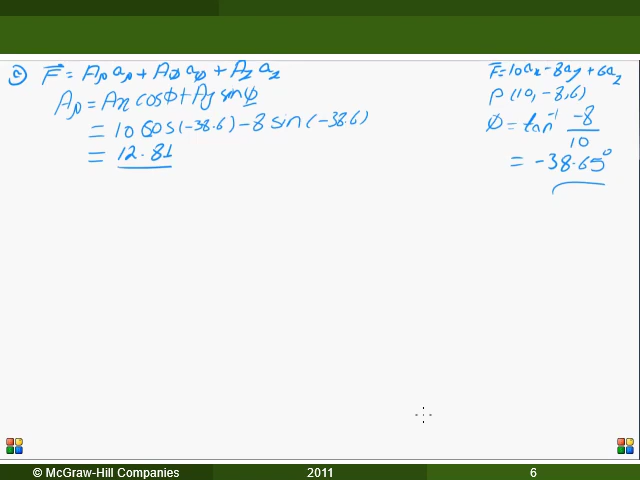 a) F̄ = Aρ aρ + Aϕ aϕ + Az az
Aρ = Ax cosϕ + Ay sinϕ
= 10 cos(-38.6) - 8 sin(-38.6)
= 12.81
F̄ = 10ax - 8ay + 6az
P(10, -8, 6)
ϕ = tan⁻¹ -8/10
= -38.65°
© McGraw-Hill Companies 2011 6